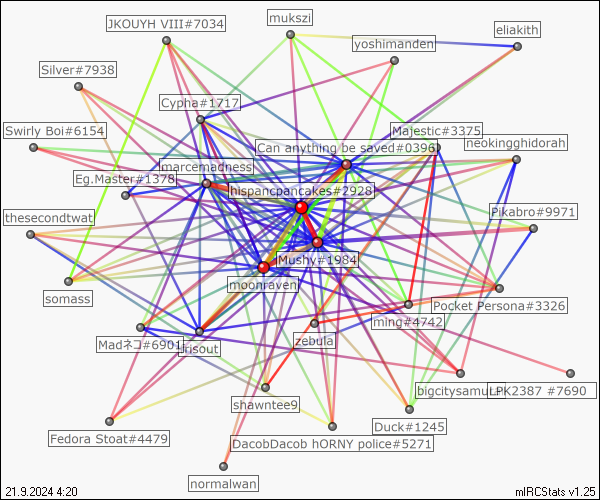 JKOUYH VIII#7034
mukszi
eliakith
yoshimanden
Silver#7938
Cypha#1717
Swirly Boi#6154
Majestic#3375
Can anything be saved#0396
neokingghidorah
marcemadness
Eg.Master#1378
hispancpancakes#2928
thesecondtwat
Pikabro#9971
Mushy#1984
somass
moonraven
Pocket Persona#3326
ming#4742
zebula
Madネコ#6901
irisout
bigcitysamurai
LPK2387 #7690
shawntee9
Duck#1245
Fedora Stoat#4479
DacobDacob hORNY police#5271
normalwan
21.9.2024 4:20
mIRCStats v1.25